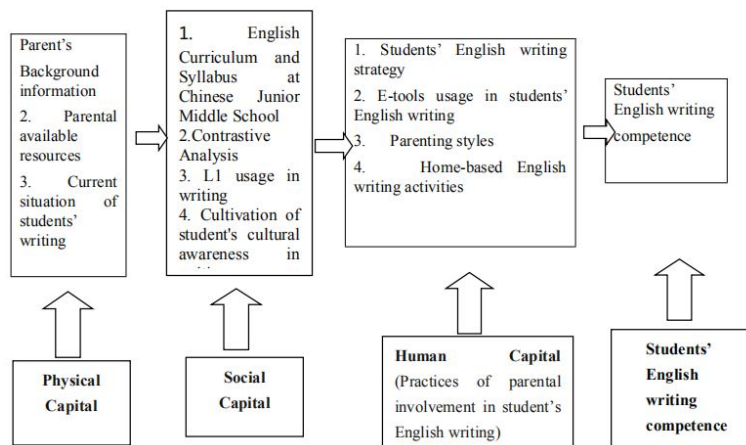 Parent's
Background
information
2. Parental
available
resources
3. Current
situation of
students'
writing
1. English
Curriculum and
Syllabus at
Chinese Junior
Middle School
2.Contrastive
Analysis
3. L1 usage in
writing
4. Cultivation of
student's cultural
awareness in
1. Students' English writing
strategy
2. E-tools usage in students'
English writing
3. Parenting styles
4. Home-based English
writing activities
Students'
English writing
competence
Physical
Capital
Social
Capital
Human Capital
(Practices of parental
involvement in student's
English writing)
Students'
English
writing
competence